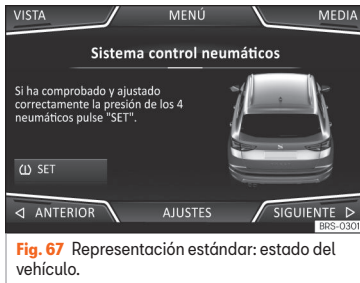 VISTA MENÚ MEDIA
Sistema control neumáticos
Si ha comprobado y ajustado
correctamente la presión de los 4
neumáticos pulse "SET".
SET
ANTERIOR AJUSTES SIGUIENTE
BRS-0301
Fig. 67 Representación estándar: estado del
vehículo.